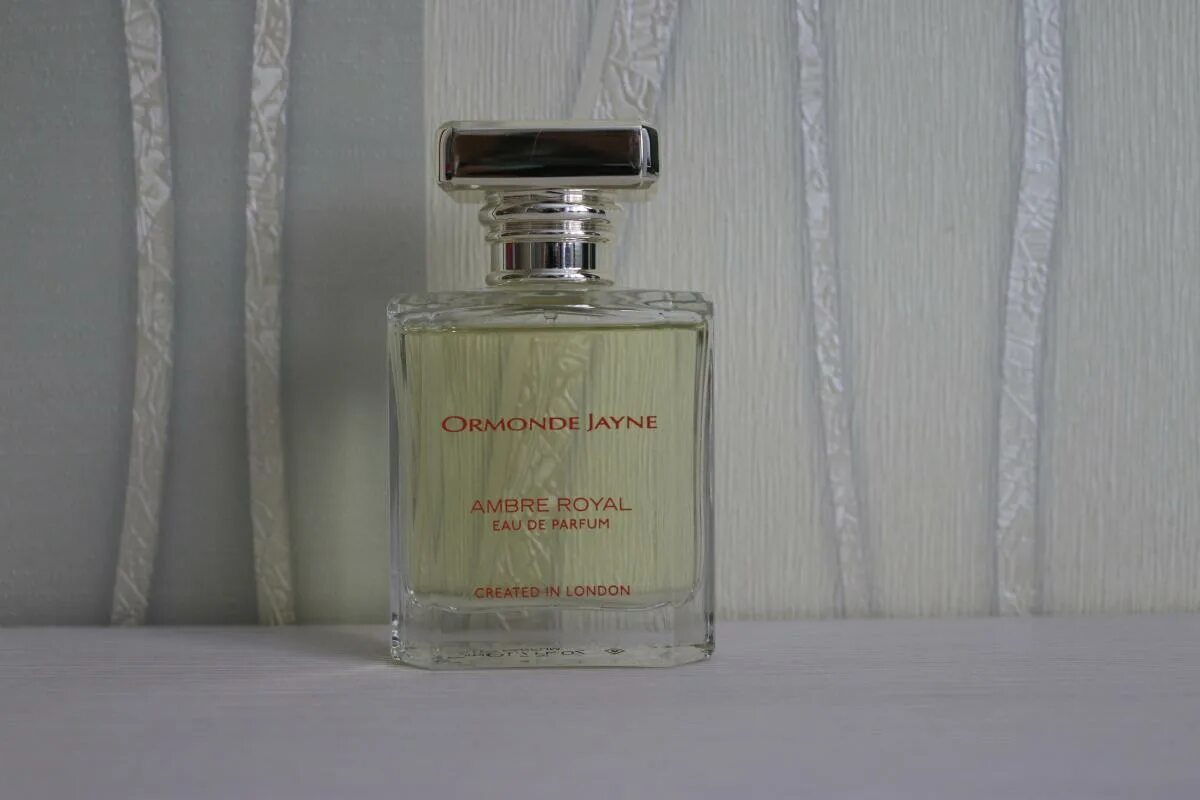 ORMONDE JAYNE
AMBRE ROYAL
EAU DE PARFUM
CREATED IN LONDON